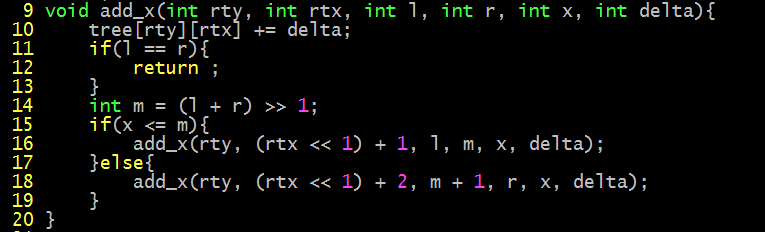 9 void add_x(int rty, int rtx, int l, int r, int x, int delta){
10     tree[rty][rtx] += delta;
11     if(l == r){
12         return ;
13     }
14     int m = (l + r) >> 1;
15     if(x <= m){
16         add_x(rty, (rtx << 1) + 1, l, m, x, delta);
17     }else{
18         add_x(rty, (rtx << 1) + 2, m + 1, r, x, delta);
19     }
20 }